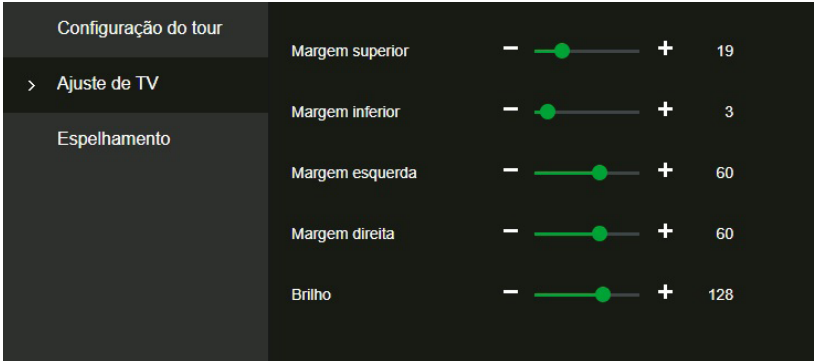 Configuração do tour
Ajuste de TV
Espelhamento
Margem superior 19
Margem inferior 3
Margem esquerda 60
Margem direita 60
Brilho 128